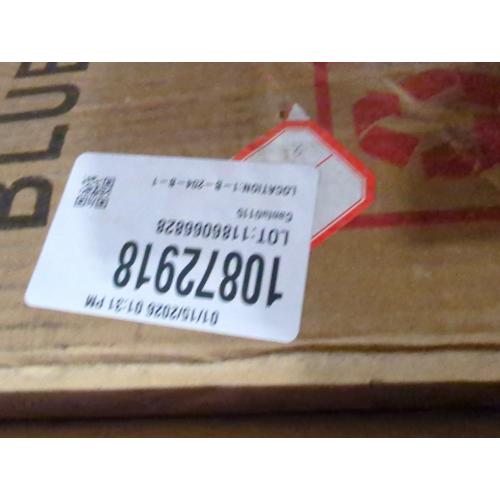 BLUE
01/15/2026 01:31 PM
10872918
LOT:1186066828
LOCATION:1-B-204-B-1